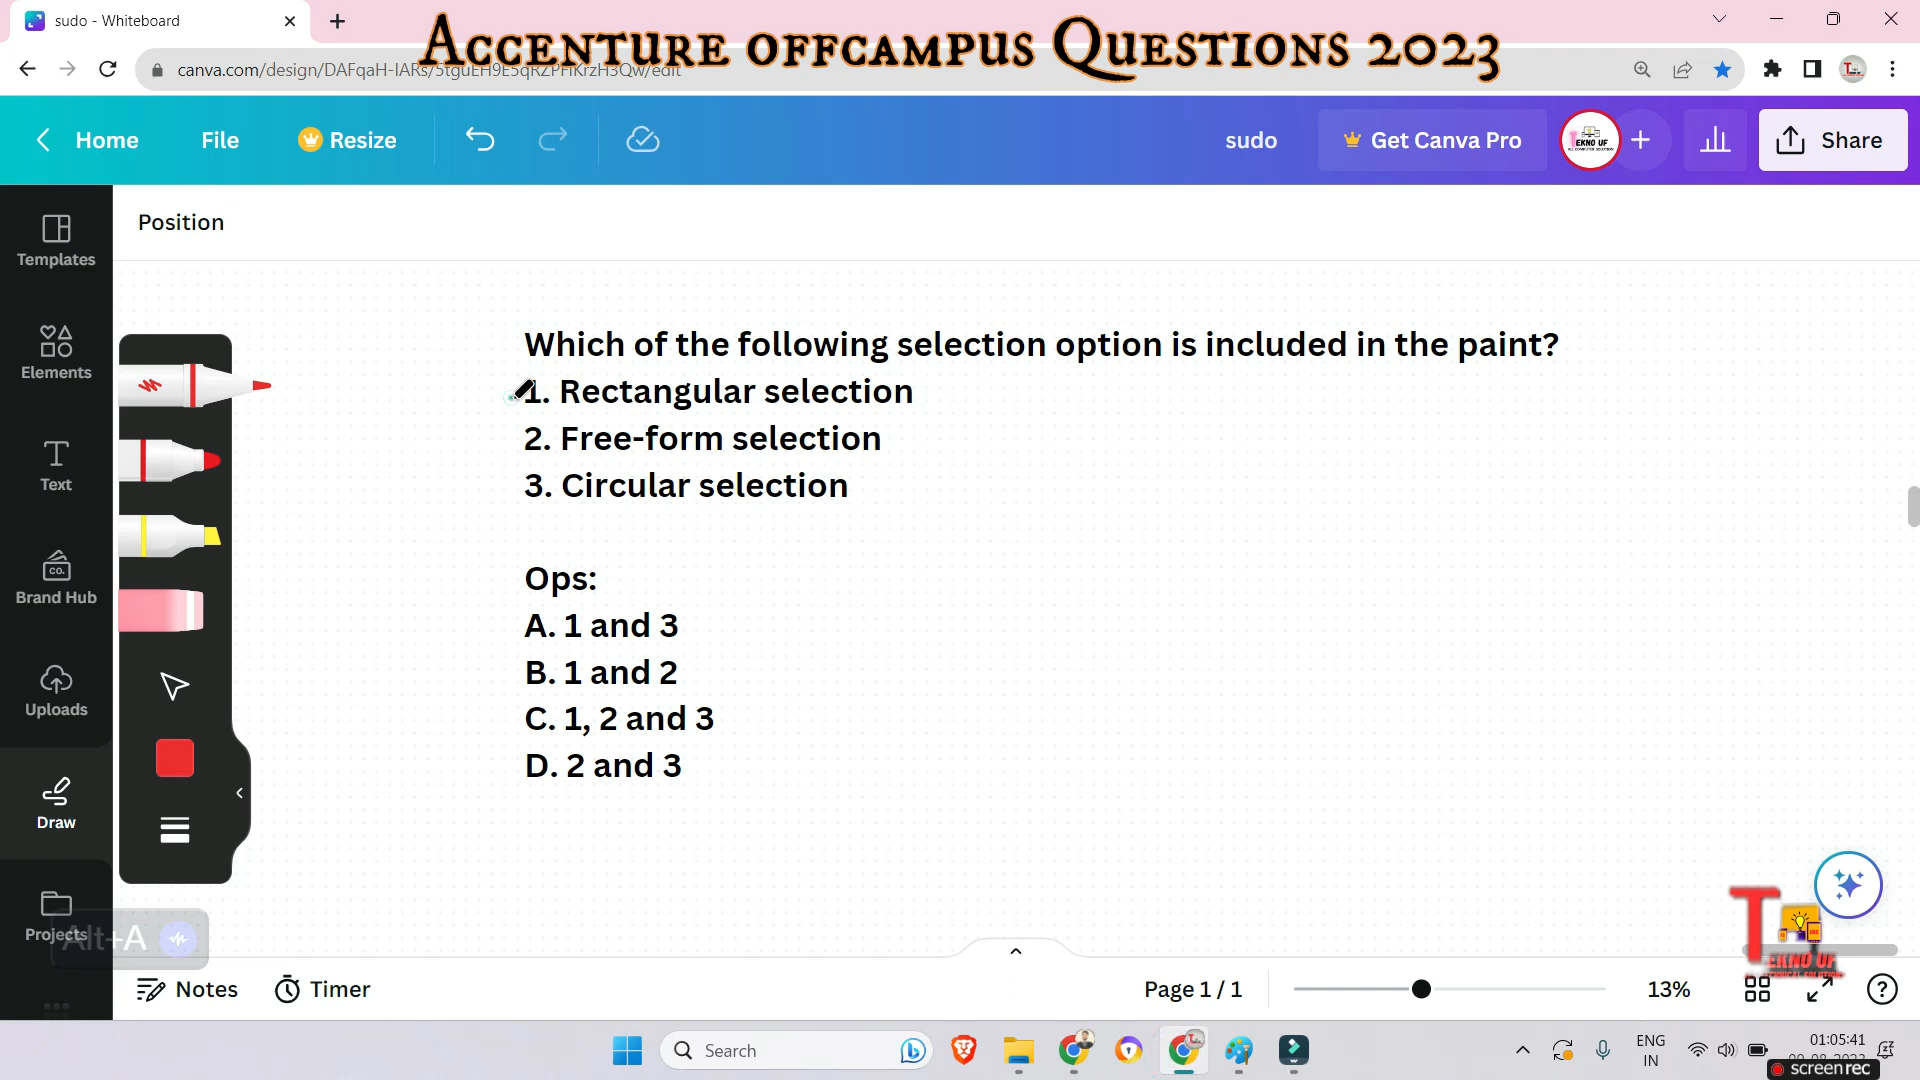 sudo - Whiteboard
Accenture offcampus Questions 2023
canva.com/design/DAFqaH-IARs/5tguEH9E5qRZPFiKrzH3Qw/edit
Home File Resize sudo Get Canva Pro Share
TEKNO UF
Position
Templates
Elements
Text
Brand Hub
Uploads
Draw
Projects
Alt+A
Which of the following selection option is included in the paint?
1. Rectangular selection
2. Free-form selection
3. Circular selection
Ops:
A. 1 and 3
B. 1 and 2
C. 1, 2 and 3
D. 2 and 3
TEKNO UF
Notes Timer Page 1 / 1 13%
Search
ENG
IN
01:05:41
screenrec